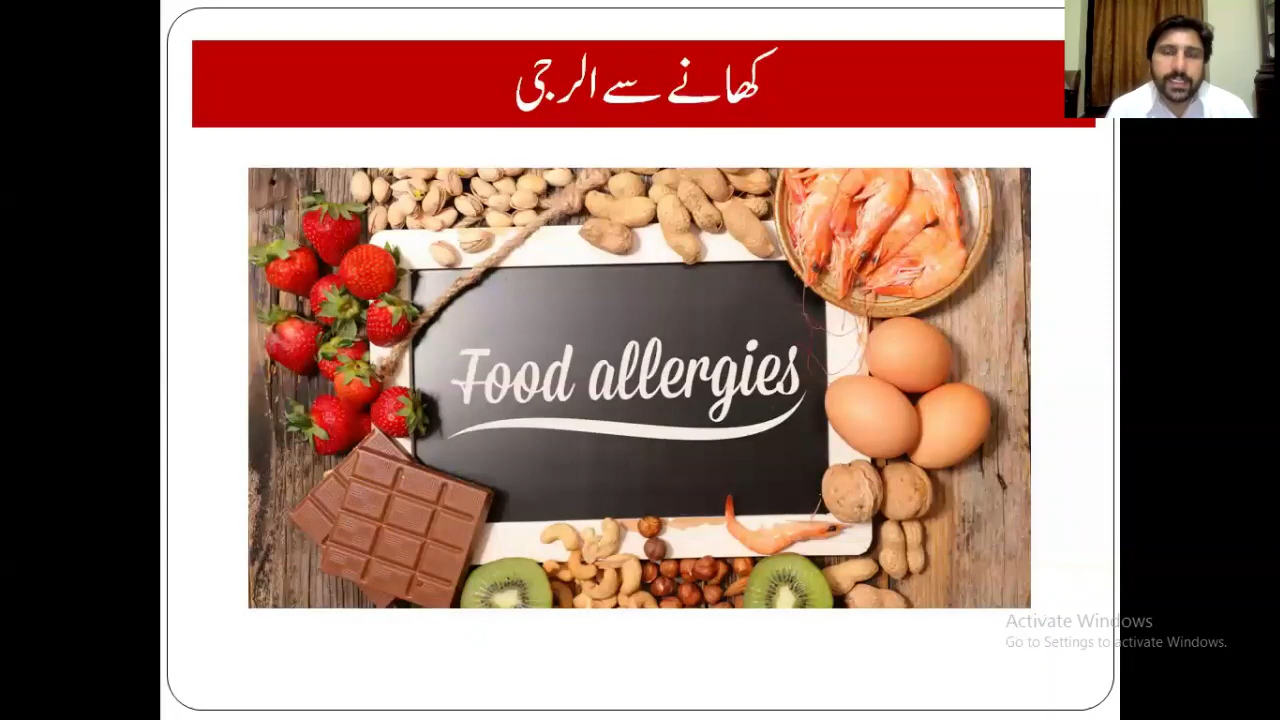 کھانے سے الرجی
Food allergies
Activate Windows
Go to Settings to activate Windows.